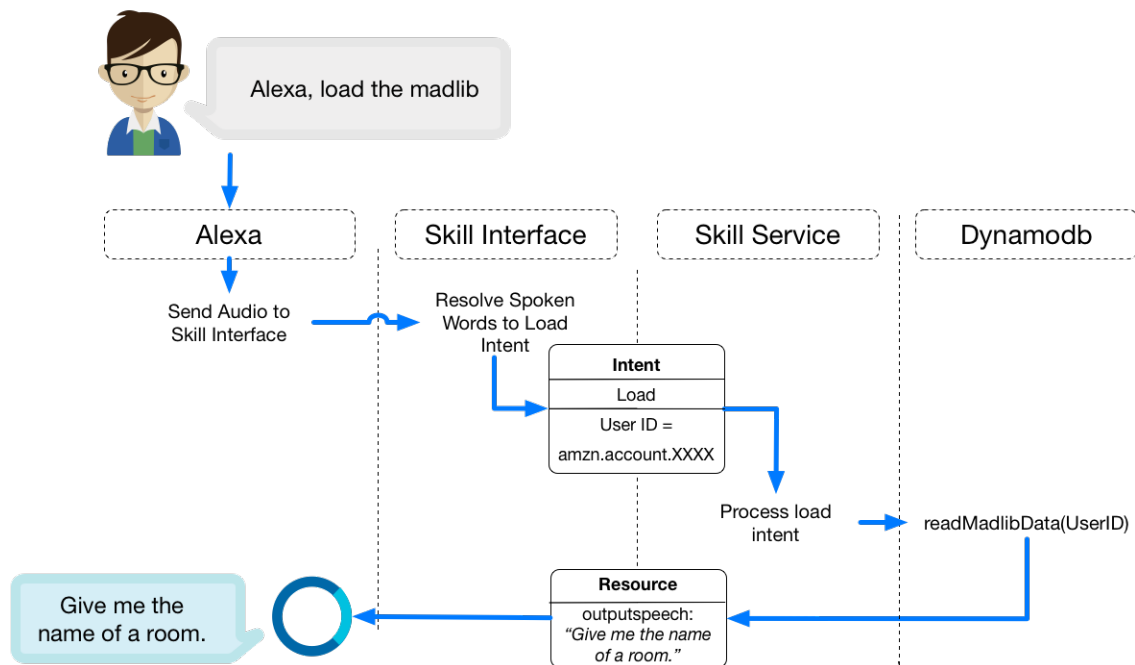 Alexa, load the madlib
Alexa
Skill Interface
Skill Service
Dynamodb
Send Audio to
Skill Interface
Resolve Spoken
Words to Load
Intent
Intent
Load
User ID =
amzn.account.XXXX
Process load
intent
readMadlibData(UserID)
Resource
outputspeech:
“Give me the name
of a room.”
Give me the
name of a room.